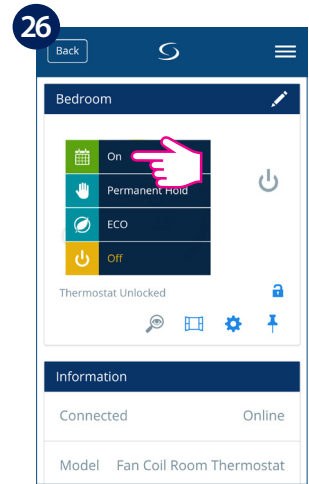 26
Back
Bedroom
On
Permanent Hold
ECO
Off
Thermostat Unlocked
Information
Connected Online
Model Fan Coil Room Thermostat